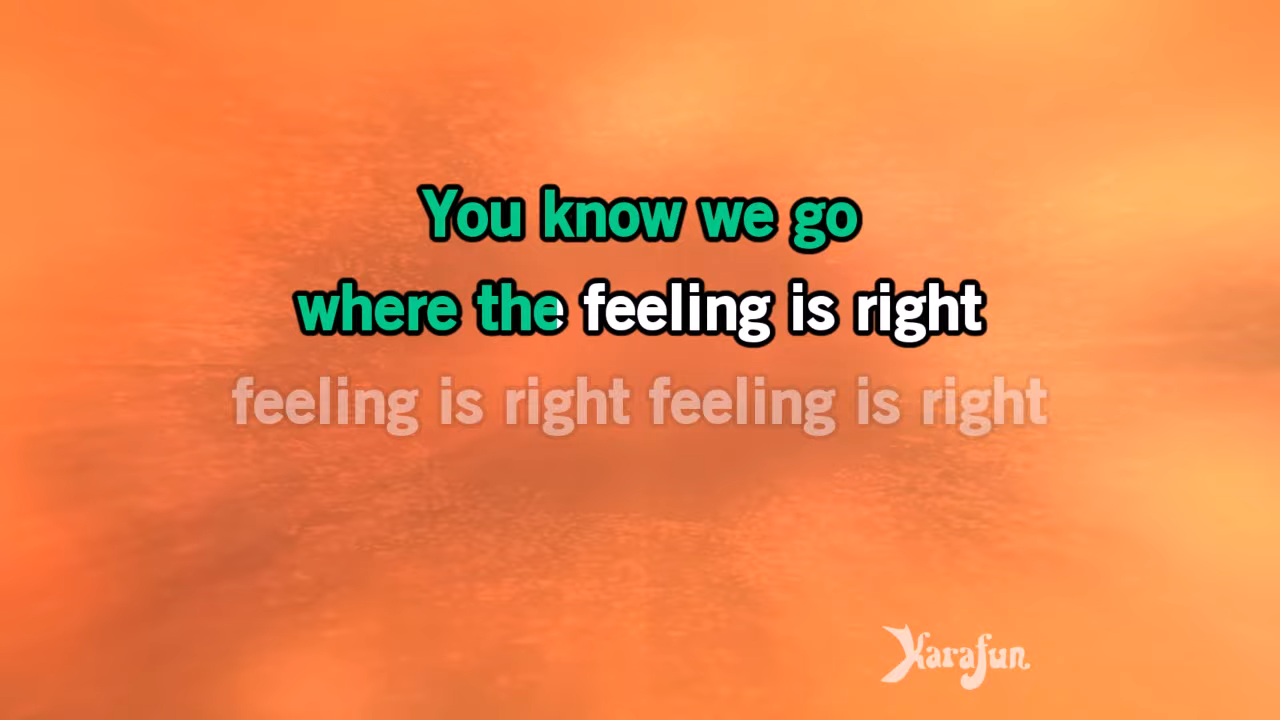 You know we go
where the feeling is right
feeling is right feeling is right
Karafun